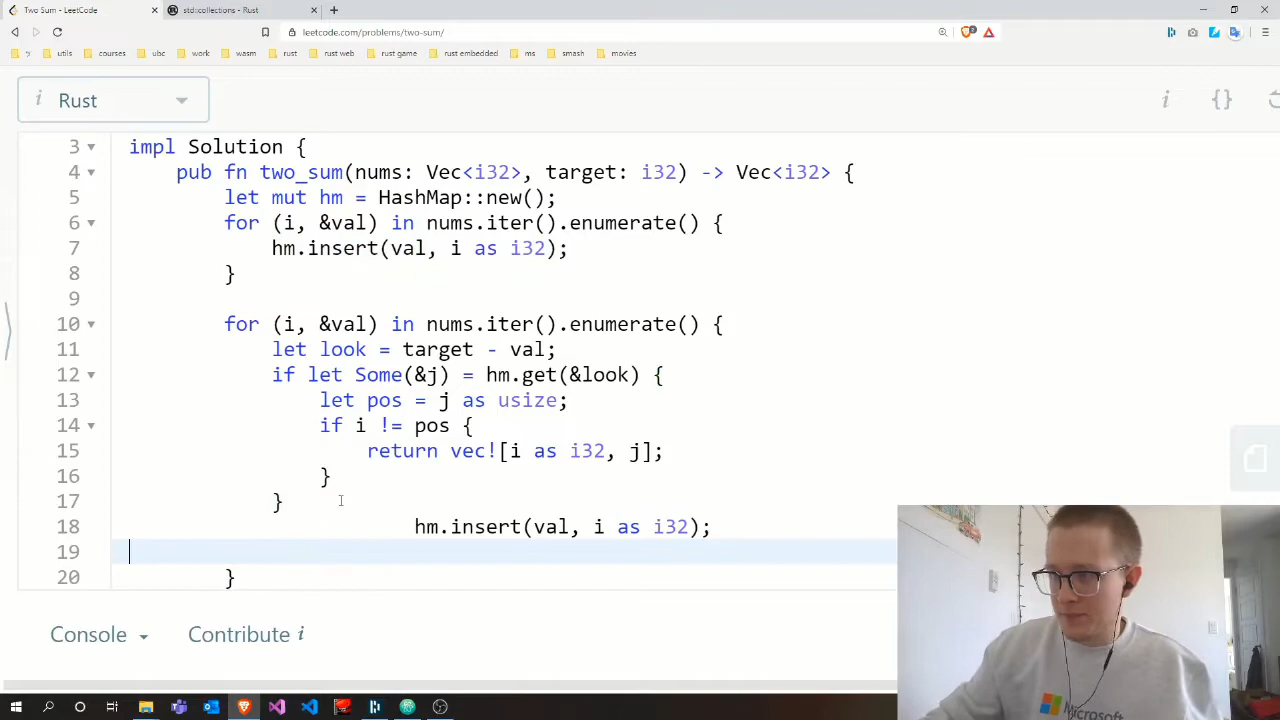 Two Sum - LeetCode
std::collections - Rust
leetcode.com/problems/two-sum/
y utils courses ubc work wasm rust rust web rust game rust embedded ms smash movies
Rust
3 impl Solution {
4 pub fn two_sum(nums: Vec<i32>, target: i32) -> Vec<i32> {
5 let mut hm = HashMap::new();
6 for (i, &val) in nums.iter().enumerate() {
7 hm.insert(val, i as i32);
8 }
9
10 for (i, &val) in nums.iter().enumerate() {
11 let look = target - val;
12 if let Some(&j) = hm.get(&look) {
13 let pos = j as usize;
14 if i != pos {
15 return vec![i as i32, j];
16 }
17 }
18 hm.insert(val, i as i32);
19
20 }
Console
Contribute i
Microsoft